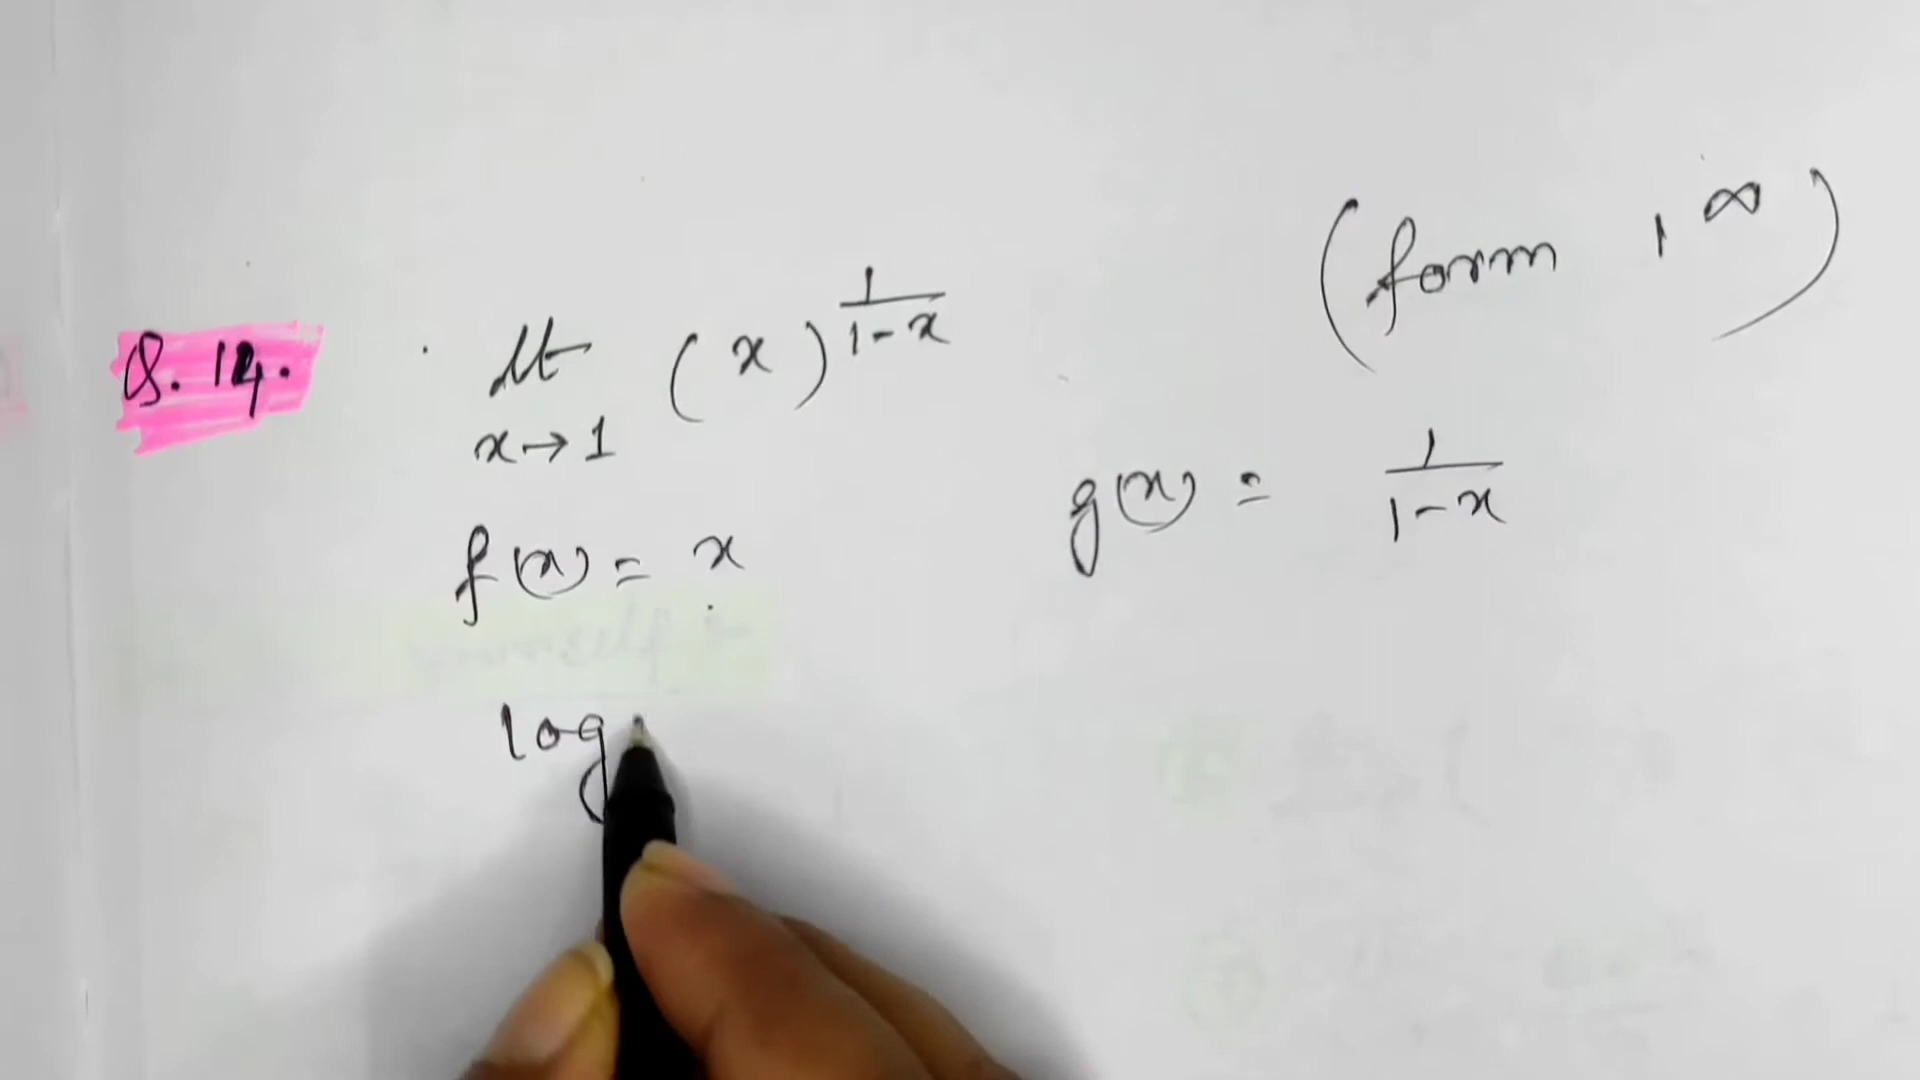 (form 1^∞)
Q. 14. lt (x)^(1/(1-x))
x→1
f(x) = x g(x) = 1/(1-x)
log